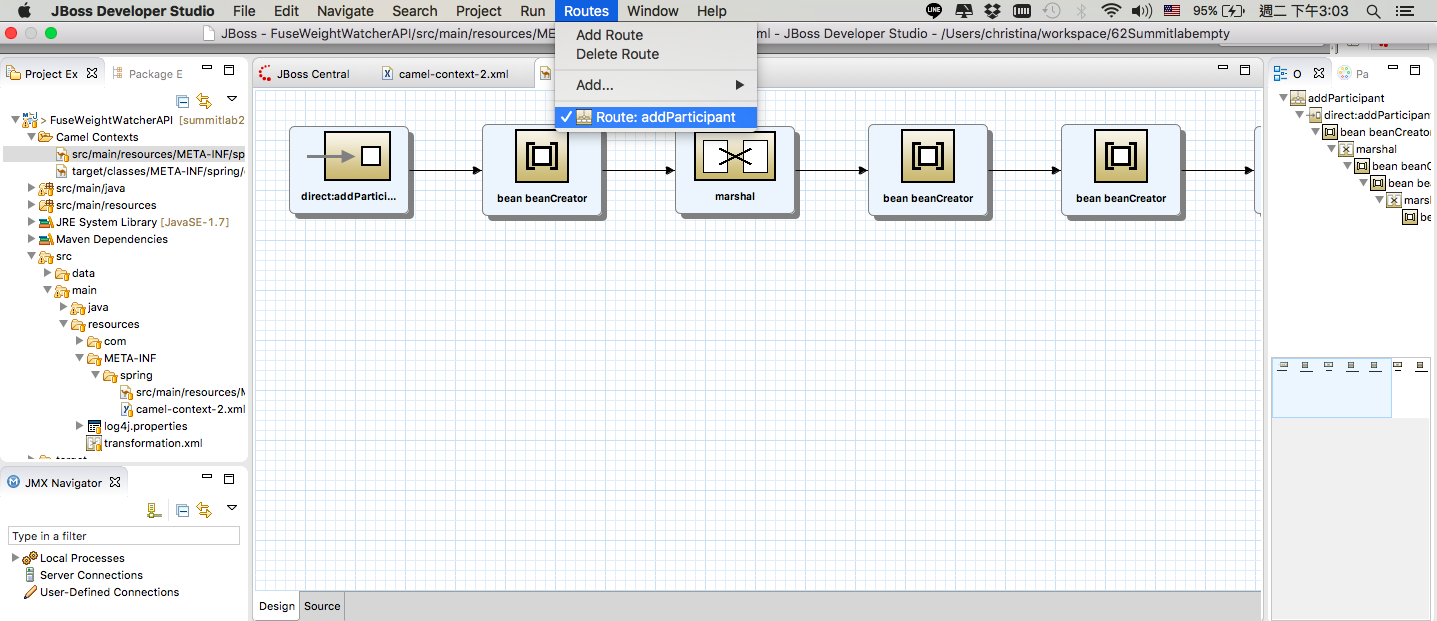 JBoss Developer Studio File Edit Navigate Search Project Run Routes Window Help 95% 週二 下午3:03
JBoss - FuseWeightWatcherAPI/src/main/resources/ME ml - JBoss Developer Studio - /Users/christina/workspace/62Summitlabempty
Add Route
Delete Route
Add...
Route: addParticipant
Project Ex
Package E
JBoss Central
camel-context-2.xml
O
Pa
> FuseWeightWatcherAPI [summitlab2
Camel Contexts
src/main/resources/META-INF/sp
target/classes/META-INF/spring/
src/main/java
src/main/resources
JRE System Library [JavaSE-1.7]
Maven Dependencies
src
data
main
java
resources
com
META-INF
spring
src/main/resources/M
camel-context-2.xml
log4j.properties
transformation.xml
target
JMX Navigator
Type in a filter
Local Processes
Server Connections
User-Defined Connections
direct:addPartici...
bean beanCreator
marshal
bean beanCreator
bean beanCreator
Design
Source
addParticipant
direct:addParticipan
bean beanCreato
marshal
bean beanC
bean be
mars
be